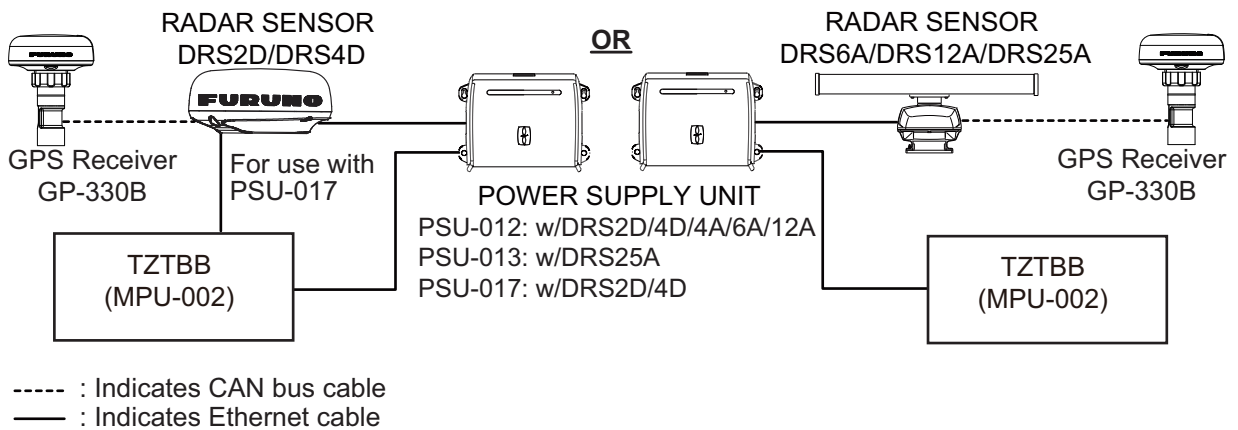 RADAR SENSOR
DRS2D/DRS4D
OR
RADAR SENSOR
DRS6A/DRS12A/DRS25A
FURUNO
FURUNO
FURUNO
GPS Receiver
GP-330B
For use with
PSU-017
GPS Receiver
GP-330B
POWER SUPPLY UNIT
PSU-012: w/DRS2D/4D/4A/6A/12A
PSU-013: w/DRS25A
PSU-017: w/DRS2D/4D
TZTBB
(MPU-002)
TZTBB
(MPU-002)
: Indicates CAN bus cable
: Indicates Ethernet cable